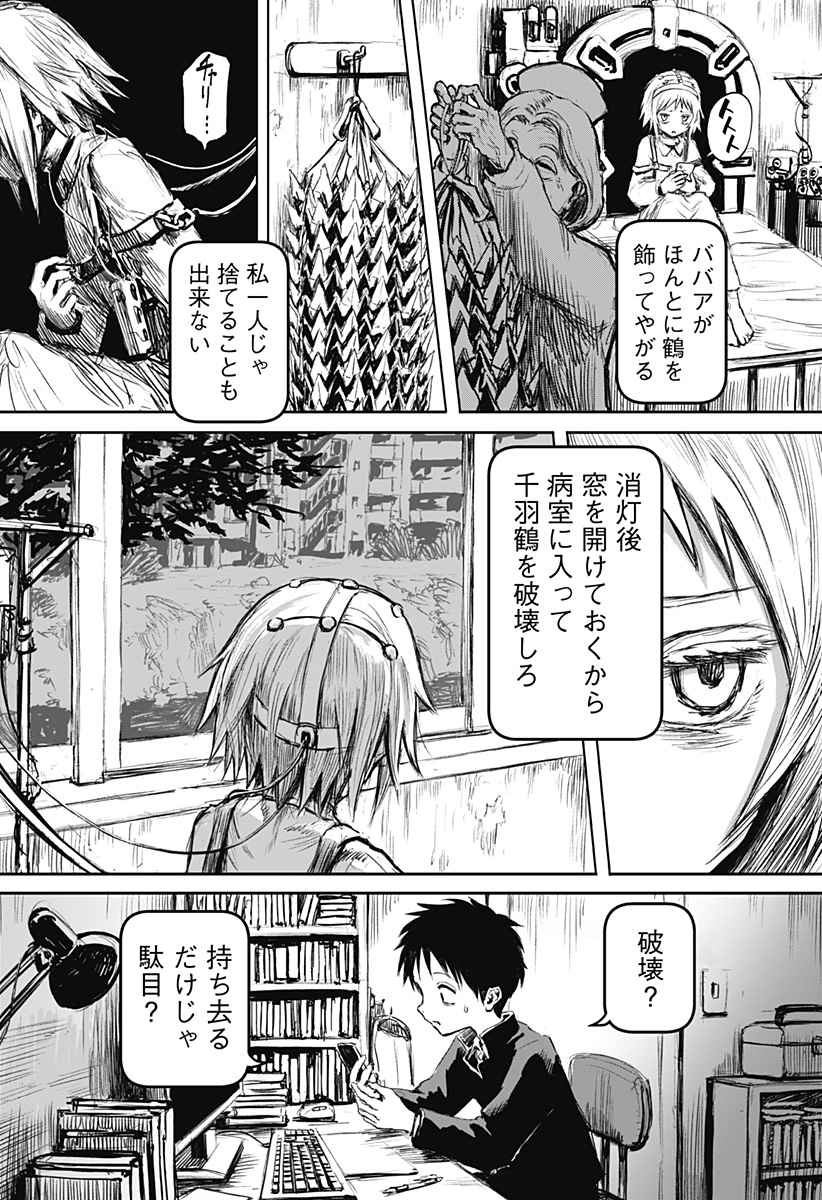 トトト
ババアが
ほんとに鶴を
飾ってやがる
チャリ…
私一人じゃ
捨てることも
出来ない
消灯後
窓を開けておくから
病室に入って
千羽鶴を破壊しろ
破壊？
持ち去る
だけじゃ
駄目？